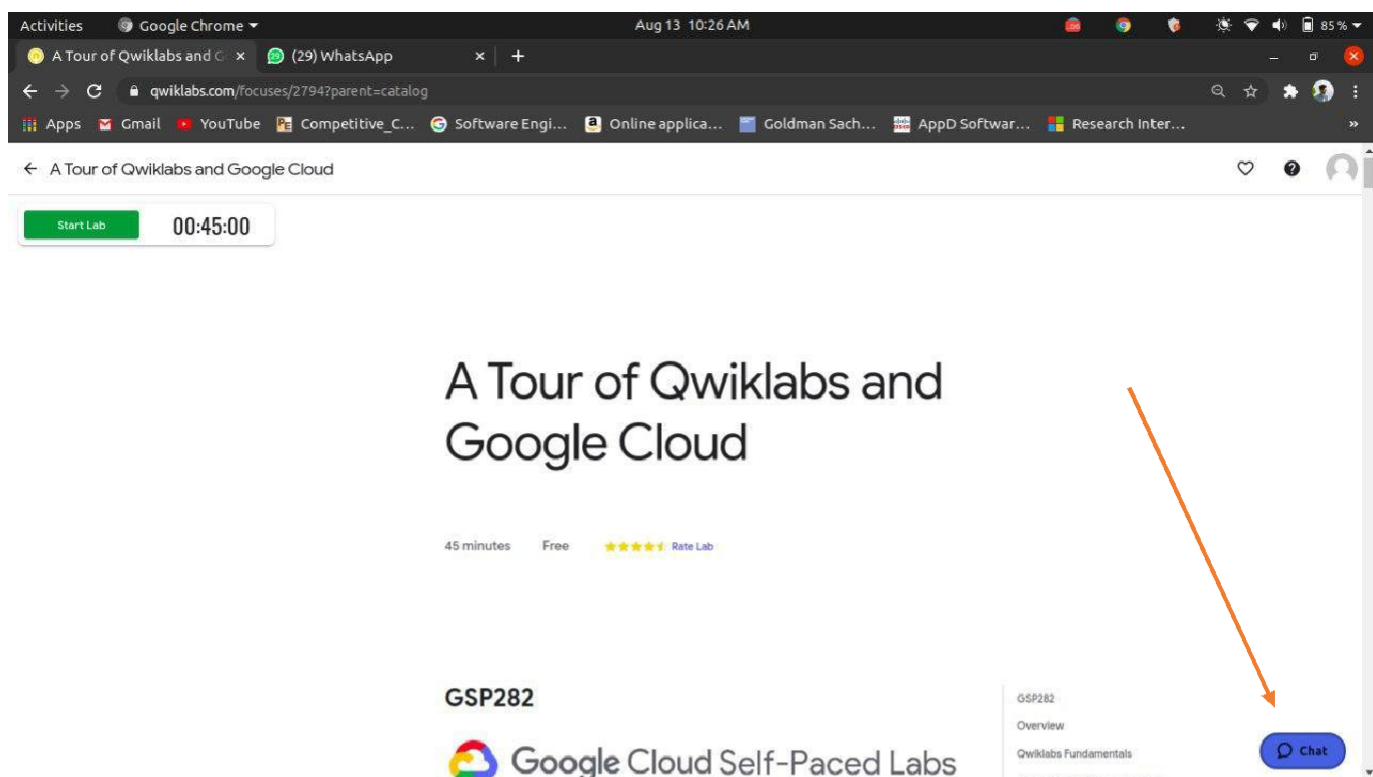 Activities Google Chrome Aug 13 10:26 AM 85 %
A Tour of Qwiklabs and G (29) WhatsApp
qwiklabs.com/focuses/2794?parent=catalog
Apps Gmail YouTube Competitive_C... Software Engi... Online applica... Goldman Sach... AppD Softwar... Research Inter... »
A Tour of Qwiklabs and Google Cloud
Start Lab 00:45:00
A Tour of Qwiklabs and
Google Cloud
45 minutes Free Rate Lab
GSP282
Google Cloud Self-Paced Labs
GSP282
Overview
Qwiklabs Fundamentals
Chat